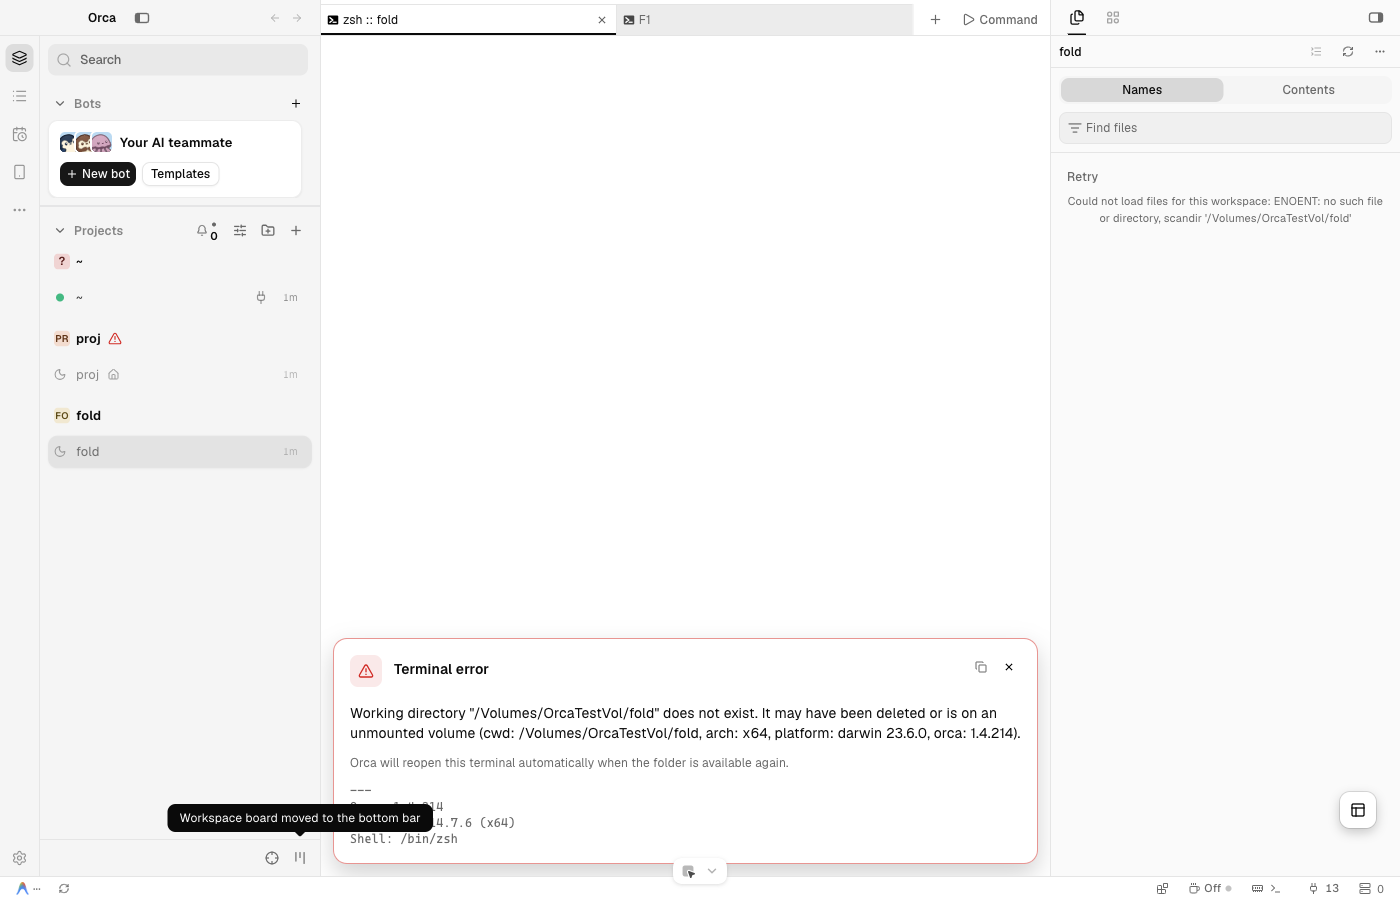 Orca
zsh :: fold
F1
Command
fold
Search
Names
Contents
Find files
Bots
Your AI teammate
New bot
Templates
Retry
Could not load files for this workspace: ENOENT: no such file
or directory, scandir '/Volumes/OrcaTestVol/fold'
Projects
0
? ~
~ 1m
PR proj
proj 1m
FO fold
fold 1m
Terminal error
Working directory "/Volumes/OrcaTestVol/fold" does not exist. It may have been deleted or is on an
unmounted volume (cwd: /Volumes/OrcaTestVol/fold, arch: x64, platform: darwin 23.6.0, orca: 1.4.214).
Orca will reopen this terminal automatically when the folder is available again.
---
Workspace board moved to the bottom bar
4.7.6 (x64)
Shell: /bin/zsh
Off
13
0